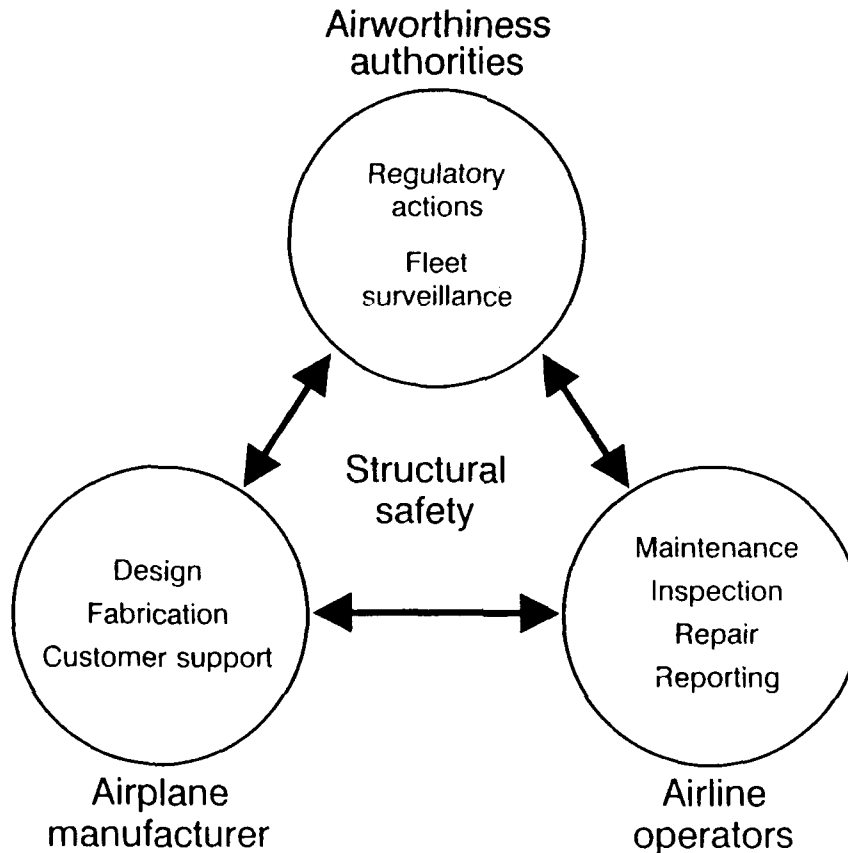 Airworthiness
authorities
Regulatory
actions
Fleet
surveillance
Structural
safety
Design
Fabrication
Customer support
Maintenance
Inspection
Repair
Reporting
Airplane
manufacturer
Airline
operators